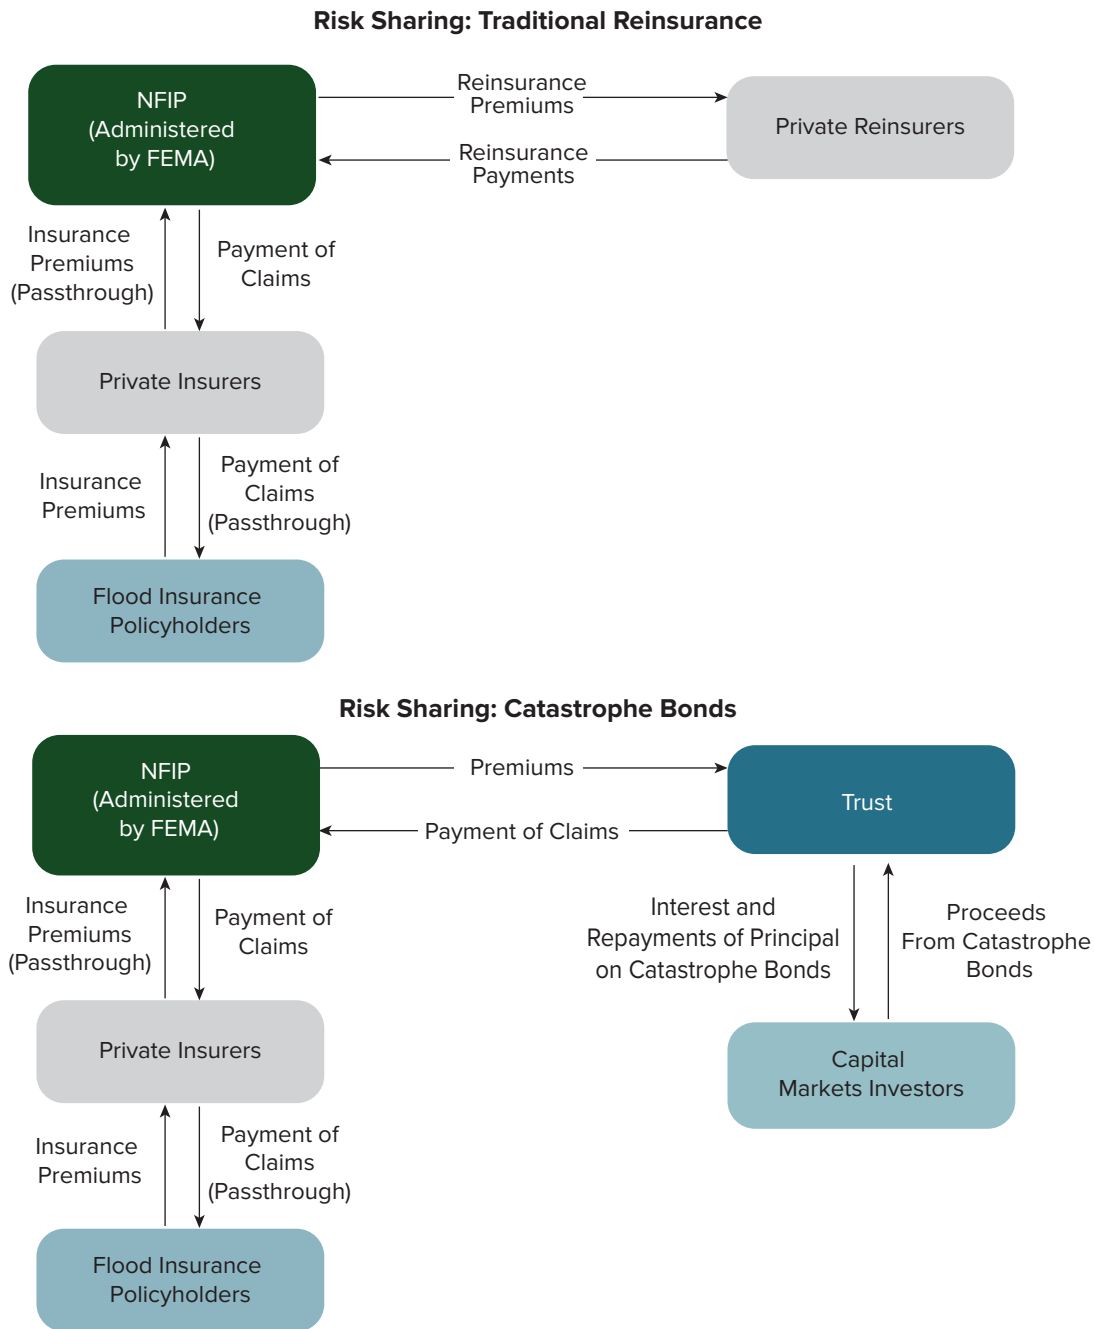 Risk Sharing: Traditional Reinsurance
NFIP
(Administered
by FEMA)
Reinsurance
Premiums
Private Reinsurers
Reinsurance
Payments
Insurance
Premiums
(Passthrough)
Payment of
Claims
Private Insurers
Insurance
Premiums
Payment of
Claims
(Passthrough)
Flood Insurance
Policyholders
Risk Sharing: Catastrophe Bonds
NFIP
(Administered
by FEMA)
Premiums
Trust
Payment of Claims
Insurance
Premiums
(Passthrough)
Payment of
Claims
Interest and
Repayments of Principal
on Catastrophe Bonds
Proceeds
From Catastrophe
Bonds
Private Insurers
Capital
Markets Investors
Insurance
Premiums
Payment of
Claims
(Passthrough)
Flood Insurance
Policyholders